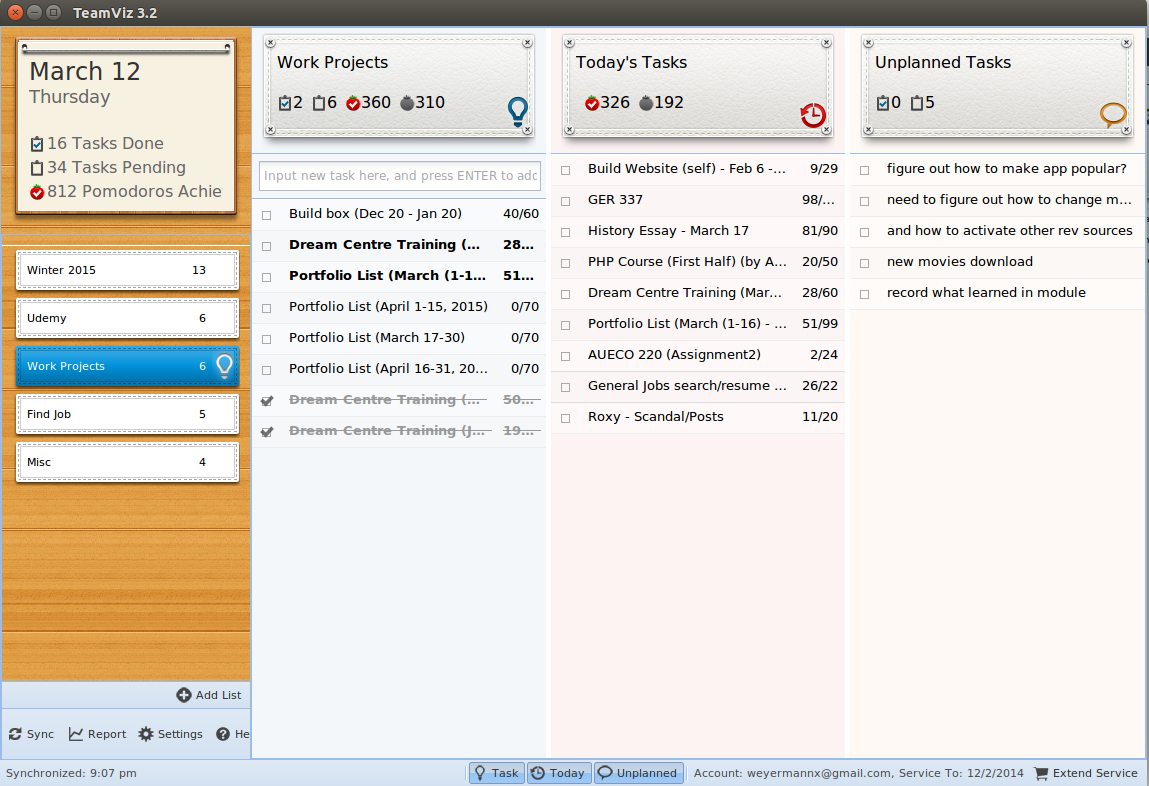 TeamViz 3.2
March 12
Thursday
16 Tasks Done
34 Tasks Pending
812 Pomodoros Achie
Winter 2015 13
Udemy 6
Work Projects 6
Find Job 5
Misc 4
Add List
Sync Report Settings He
Work Projects
2 6 360 310
Input new task here, and press ENTER to adc
Build box (Dec 20 - Jan 20) 40/60
Dream Centre Training (... 28...
Portfolio List (March (1-1... 51...
Portfolio List (April 1-15, 2015) 0/70
Portfolio List (March 17-30) 0/70
Portfolio List (April 16-31, 20... 0/70
Dream Centre Training (... 50...
Dream Centre Training (J... 19...
Today's Tasks
326 192
Build Website (self) - Feb 6 -... 9/29
GER 337 98/...
History Essay - March 17 81/90
PHP Course (First Half) (by A... 20/50
Dream Centre Training (Mar... 28/60
Portfolio List (March (1-16) - ... 51/99
AUECO 220 (Assignment2) 2/24
General Jobs search/resume ... 26/22
Roxy - Scandal/Posts 11/20
Unplanned Tasks
0 5
figure out how to make app popular?
need to figure out how to change m...
and how to activate other rev sources
new movies download
record what learned in module
Synchronized: 9:07 pm
Task Today Unplanned
Account: weyermannx@gmail.com, Service To: 12/2/2014 Extend Service